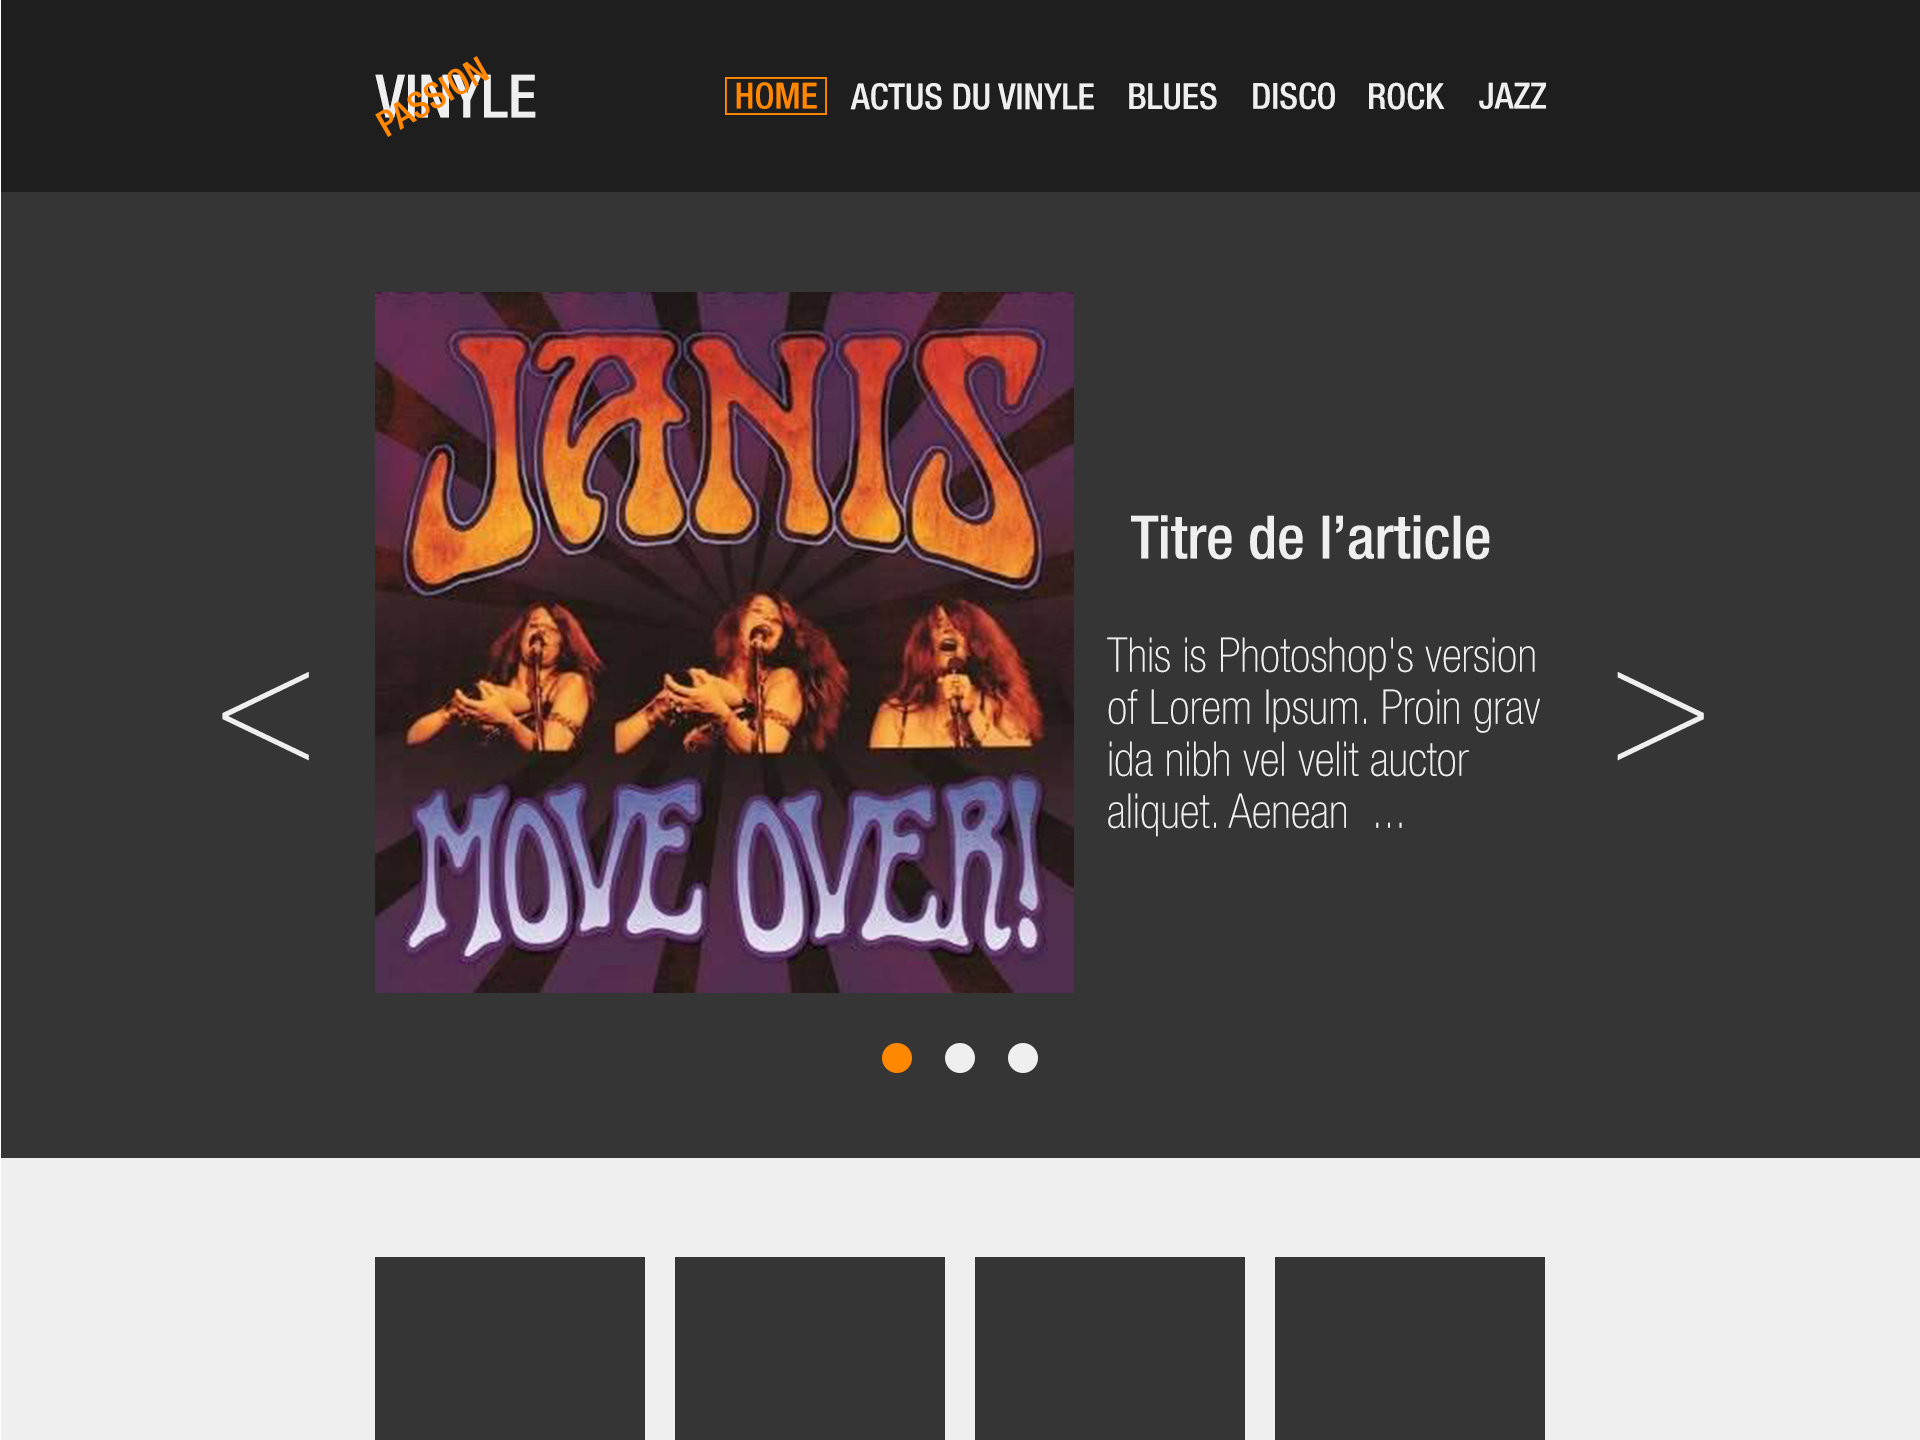 VINYLE
PASSION
HOME ACTUS DU VINYLE BLUES DISCO ROCK JAZZ
JANIS
MOVE OVER!
Titre de l’article
This is Photoshop's version
of Lorem Ipsum. Proin grav
ida nibh vel velit auctor
aliquet. Aenean ...
< >